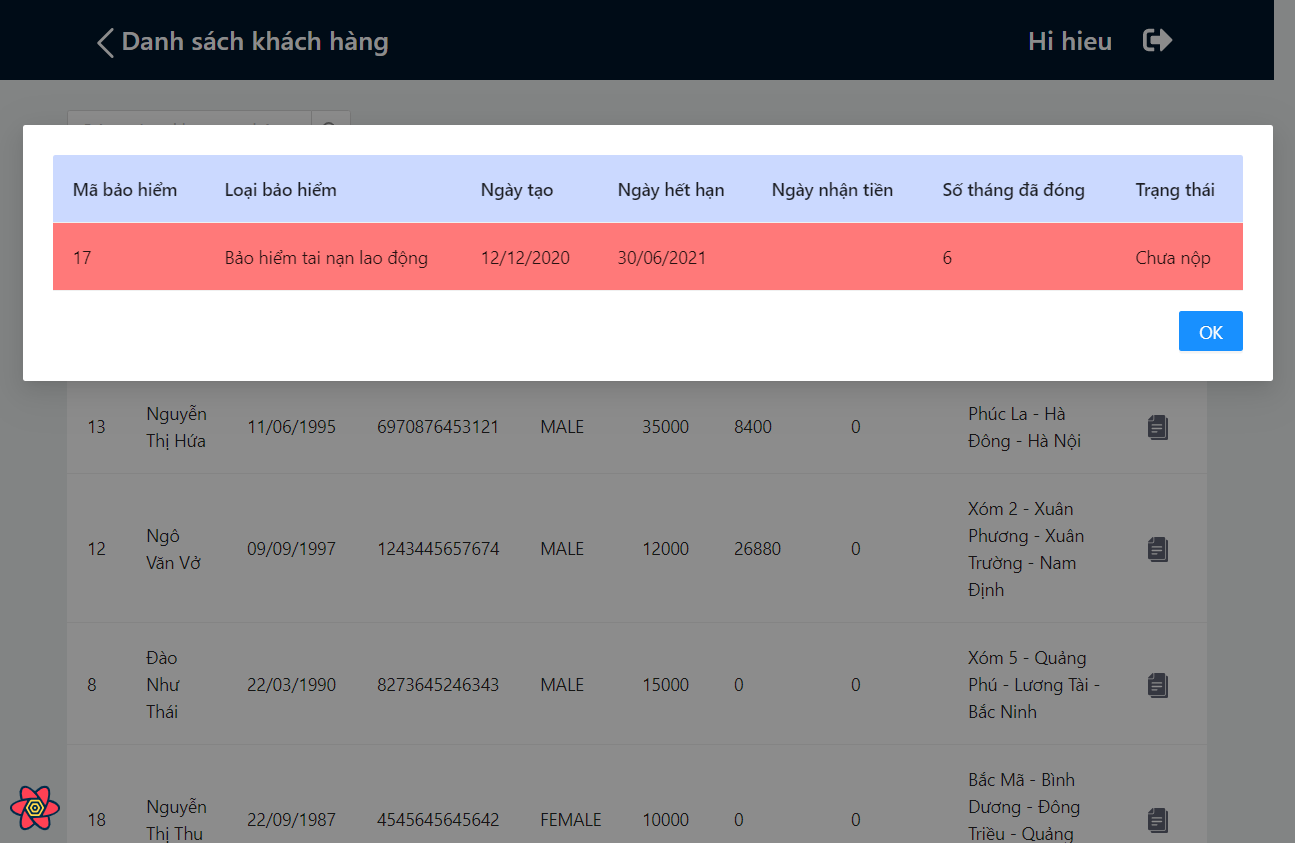 Danh sách khách hàng Hi hieu
Mã bảo hiểm Loại bảo hiểm Ngày tạo Ngày hết hạn Ngày nhận tiền Số tháng đã đóng Trạng thái
17 Bảo hiểm tai nạn lao động 12/12/2020 30/06/2021 6 Chưa nộp
OK
13 Nguyễn Thị Hứa 11/06/1995 6970876453121 MALE 35000 8400 0 Phúc La - Hà
Đông - Hà Nội
12 Ngô Văn Vở 09/09/1997 1243445657674 MALE 12000 26880 0 Xóm 2 - Xuân
Phương - Xuân
Trường - Nam
Định
8 Đào Như Thái 22/03/1990 8273645246343 MALE 15000 0 0 Xóm 5 - Quảng
Phú - Lương Tài -
Bắc Ninh
18 Nguyễn Thị Thu 22/09/1987 4545645645642 FEMALE 10000 0 0 Bắc Mã - Bình
Dương - Đông
Triều - Quảng